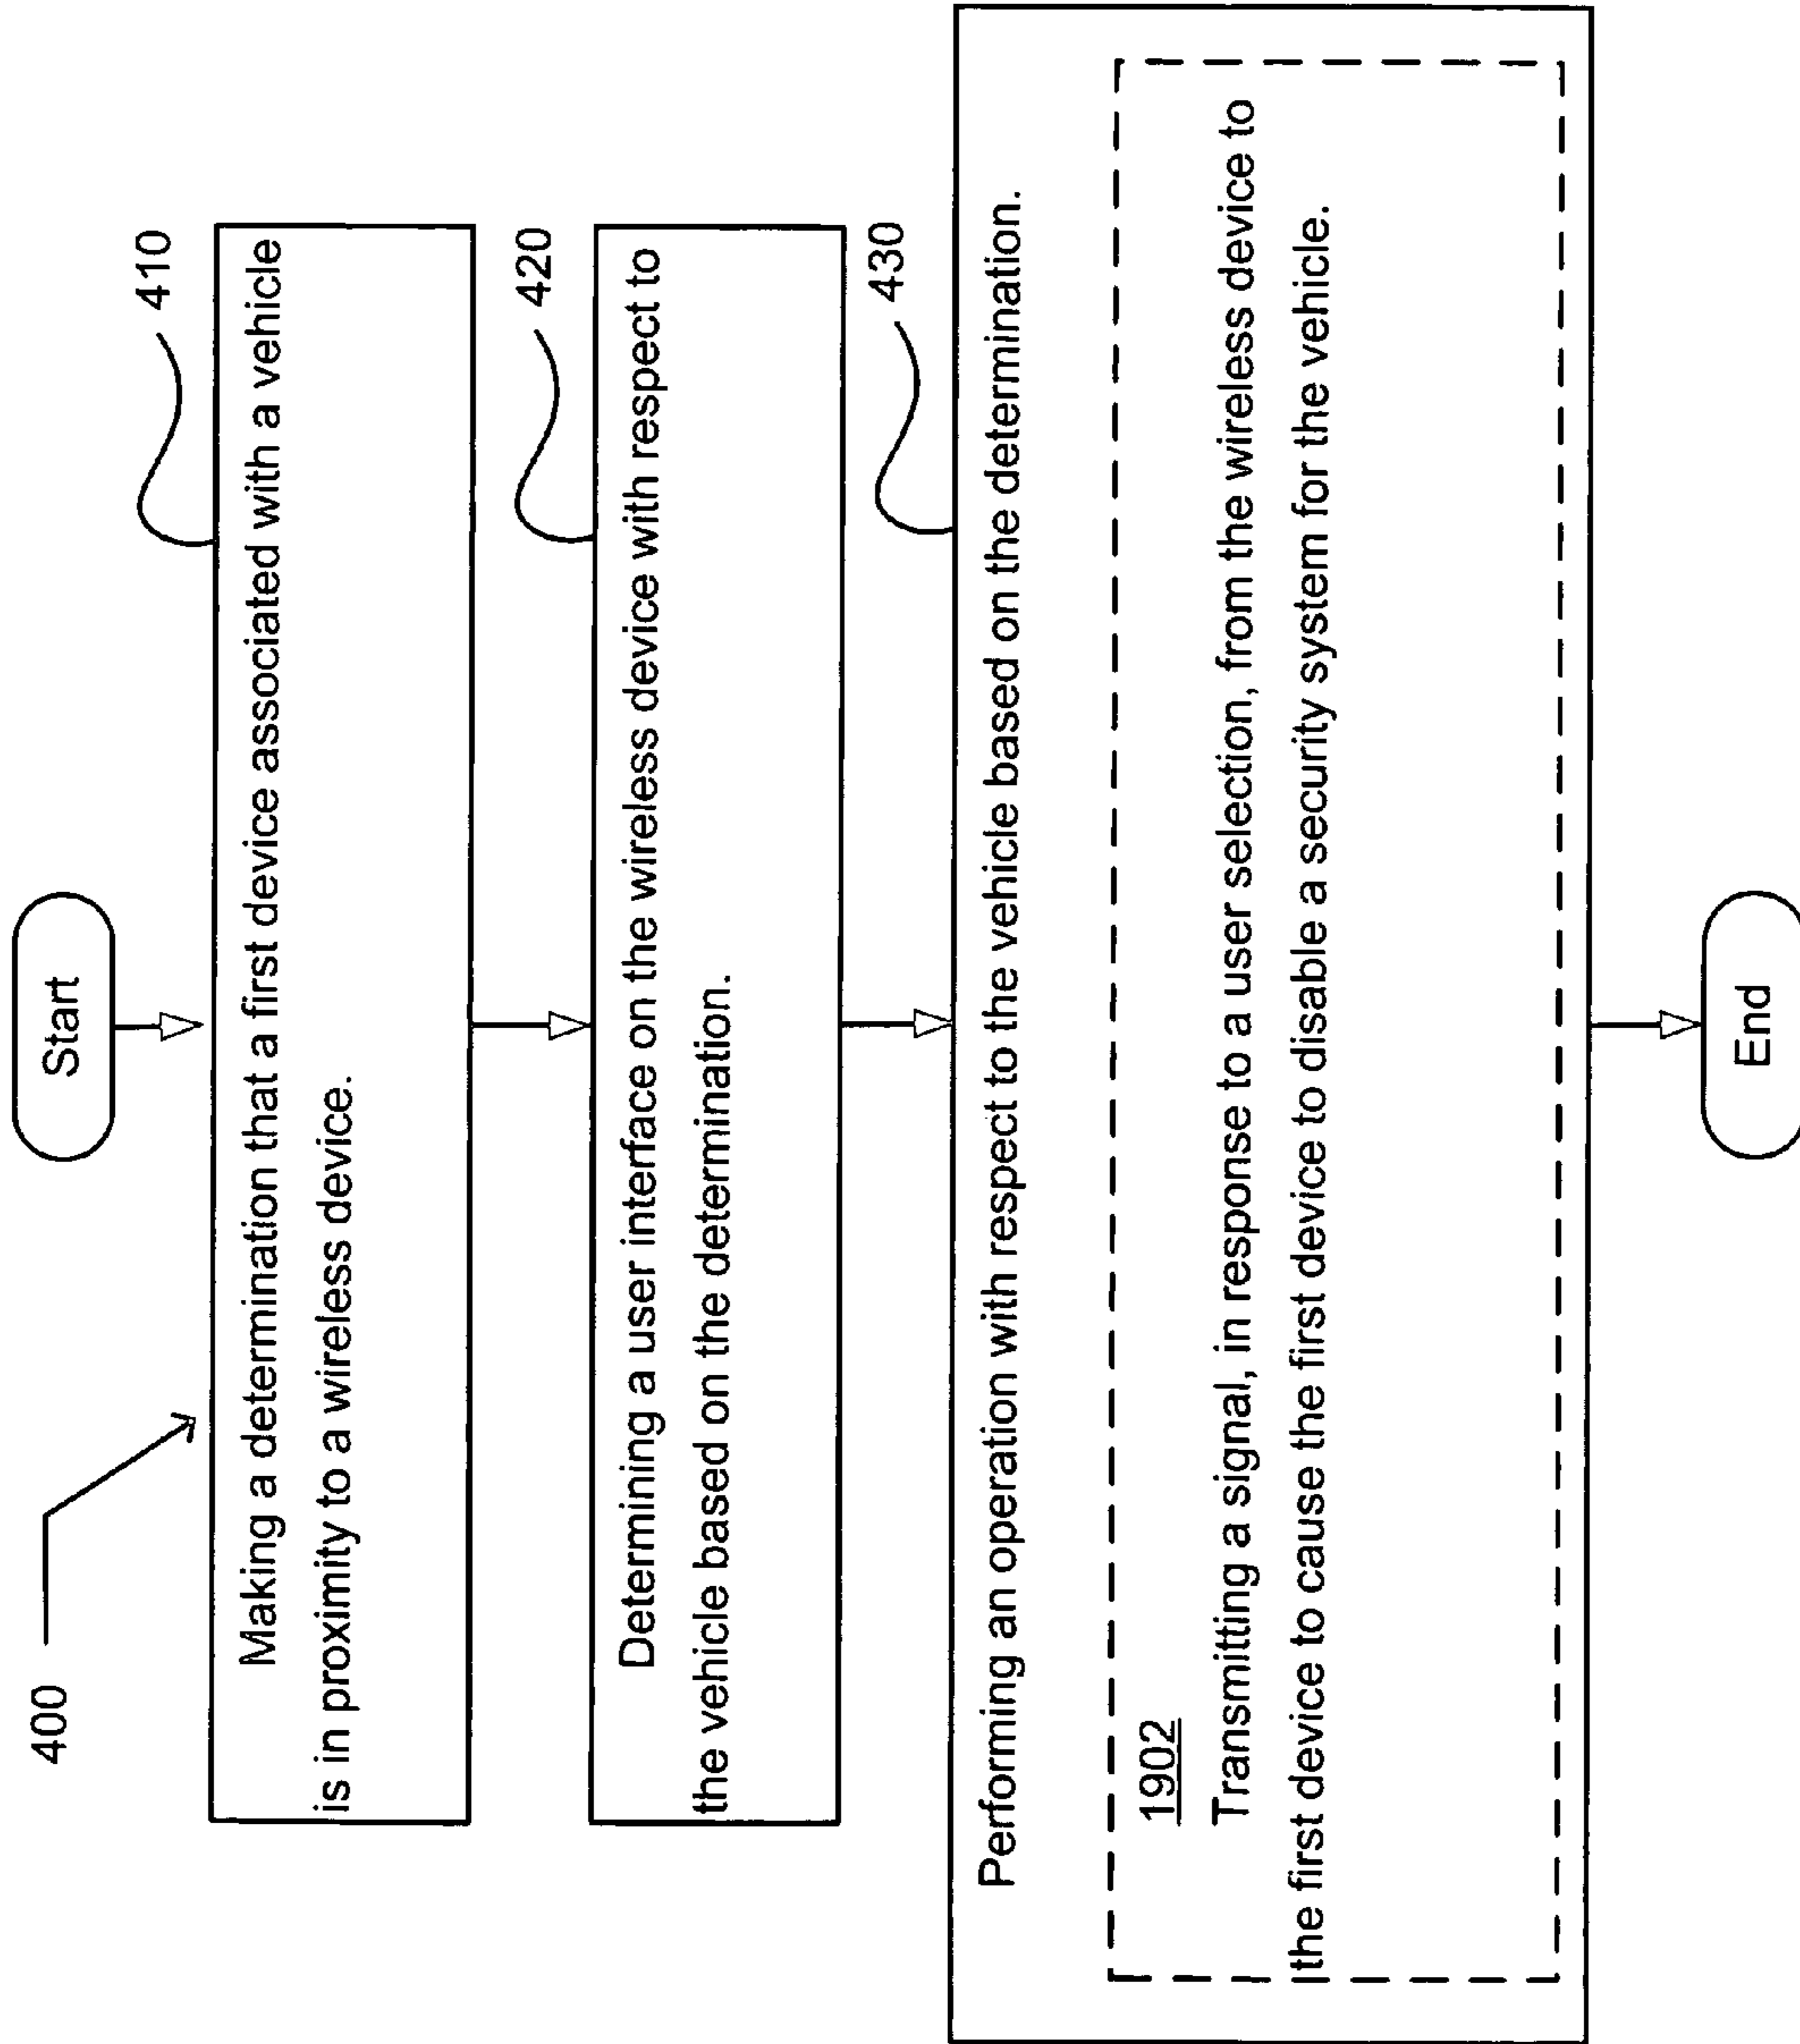 400
Start
410
Making a determination that a first device associated with a vehicle
is in proximity to a wireless device.
420
Determining a user interface on the wireless device with respect to
the vehicle based on the determination.
430
Performing an operation with respect to the vehicle based on the determination.
1902
Transmitting a signal, in response to a user selection, from the wireless device to
the first device to cause the first device to disable a security system for the vehicle.
End